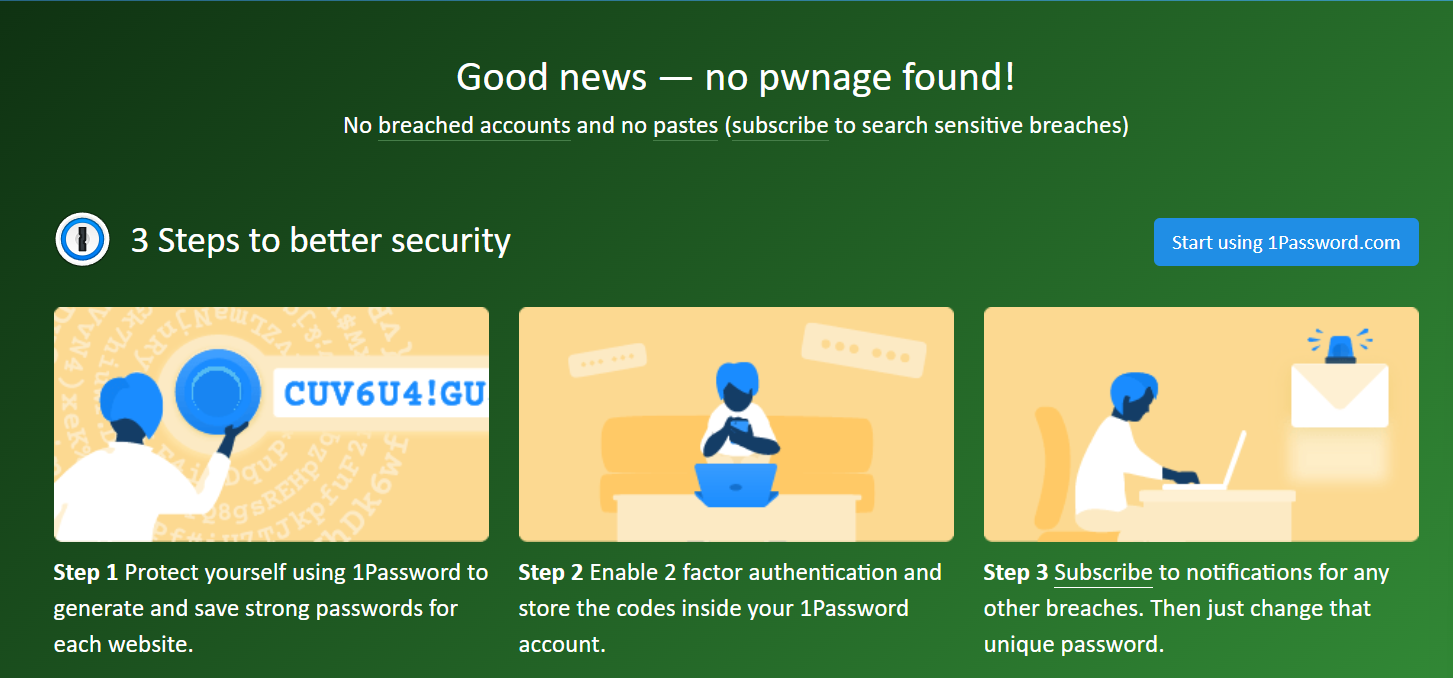 Good news — no pwnage found!
No breached accounts and no pastes (subscribe to search sensitive breaches)
3 Steps to better security
Start using 1Password.com
CUV6U4!GU
Step 1 Protect yourself using 1Password to
generate and save strong passwords for
each website.
Step 2 Enable 2 factor authentication and
store the codes inside your 1Password
account.
Step 3 Subscribe to notifications for any
other breaches. Then just change that
unique password.